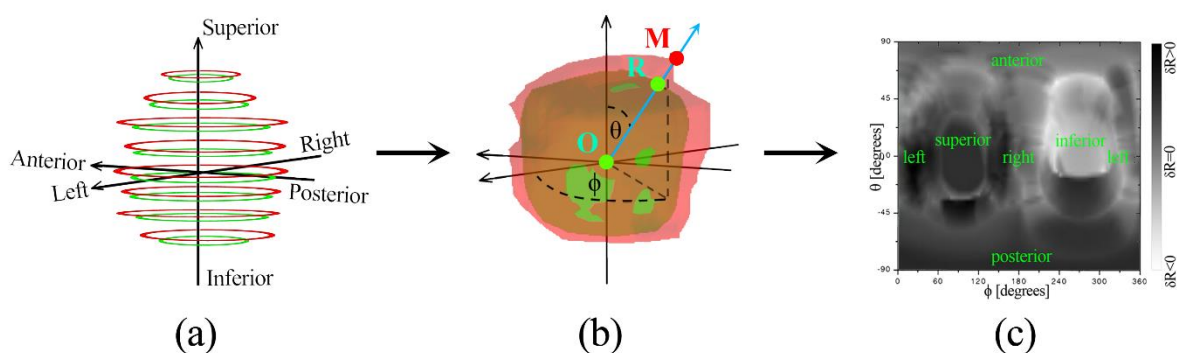 Superior
Anterior
Right
Left
Posterior
Inferior
(a)
M
R
θ
O
ϕ
(b)
90
45
0
-45
-90
θ [degrees]
anterior
superior
inferior
left
right
left
posterior
0 60 120 180 240 300 360
ϕ [degrees]
δR>0
δR=0
δR<0
(c)